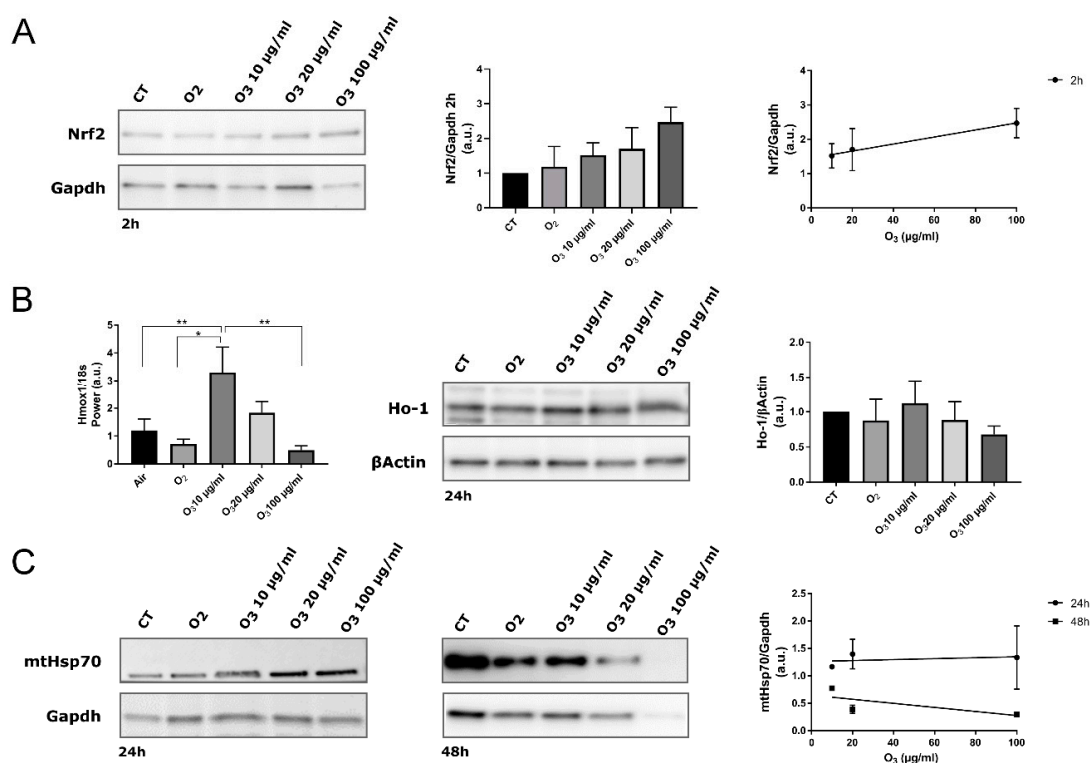 A
CT
O2
O3 10 µg/ml
O3 20 µg/ml
O3 100 µg/ml
Nrf2
Gapdh
2h
Nrf2/Gapdh 2h
(a.u.)
4
3
2
1
0
CT
O2
O3 10 µg/ml
O3 20 µg/ml
O3 100 µg/ml
Nrf2/Gapdh
(a.u.)
4
3
2
1
0
0 20 40 60 80 100
O3 (µg/ml)
2h
B
Hmox1/18s
Power (a.u.)
5
4
3
2
1
0
**
*
**
Air
O2
O3 10 µg/ml
O3 20 µg/ml
O3 100 µg/ml
CT
O2
O3 10 µg/ml
O3 20 µg/ml
O3 100 µg/ml
Ho-1
βActin
24h
Ho-1/βActin
(a.u.)
2.0
1.5
1.0
0.5
0.0
CT
O2
O3 10 µg/ml
O3 20 µg/ml
O3 100 µg/ml
C
CT
O2
O3 10 µg/ml
O3 20 µg/ml
O3 100 µg/ml
mtHsp70
Gapdh
24h
CT
O2
O3 10 µg/ml
O3 20 µg/ml
O3 100 µg/ml
48h
mtHsp70/Gapdh
(a.u.)
2.5
2.0
1.5
1.0
0.5
0.0
0 20 40 60 80 100
O3 (µg/ml)
24h
48h